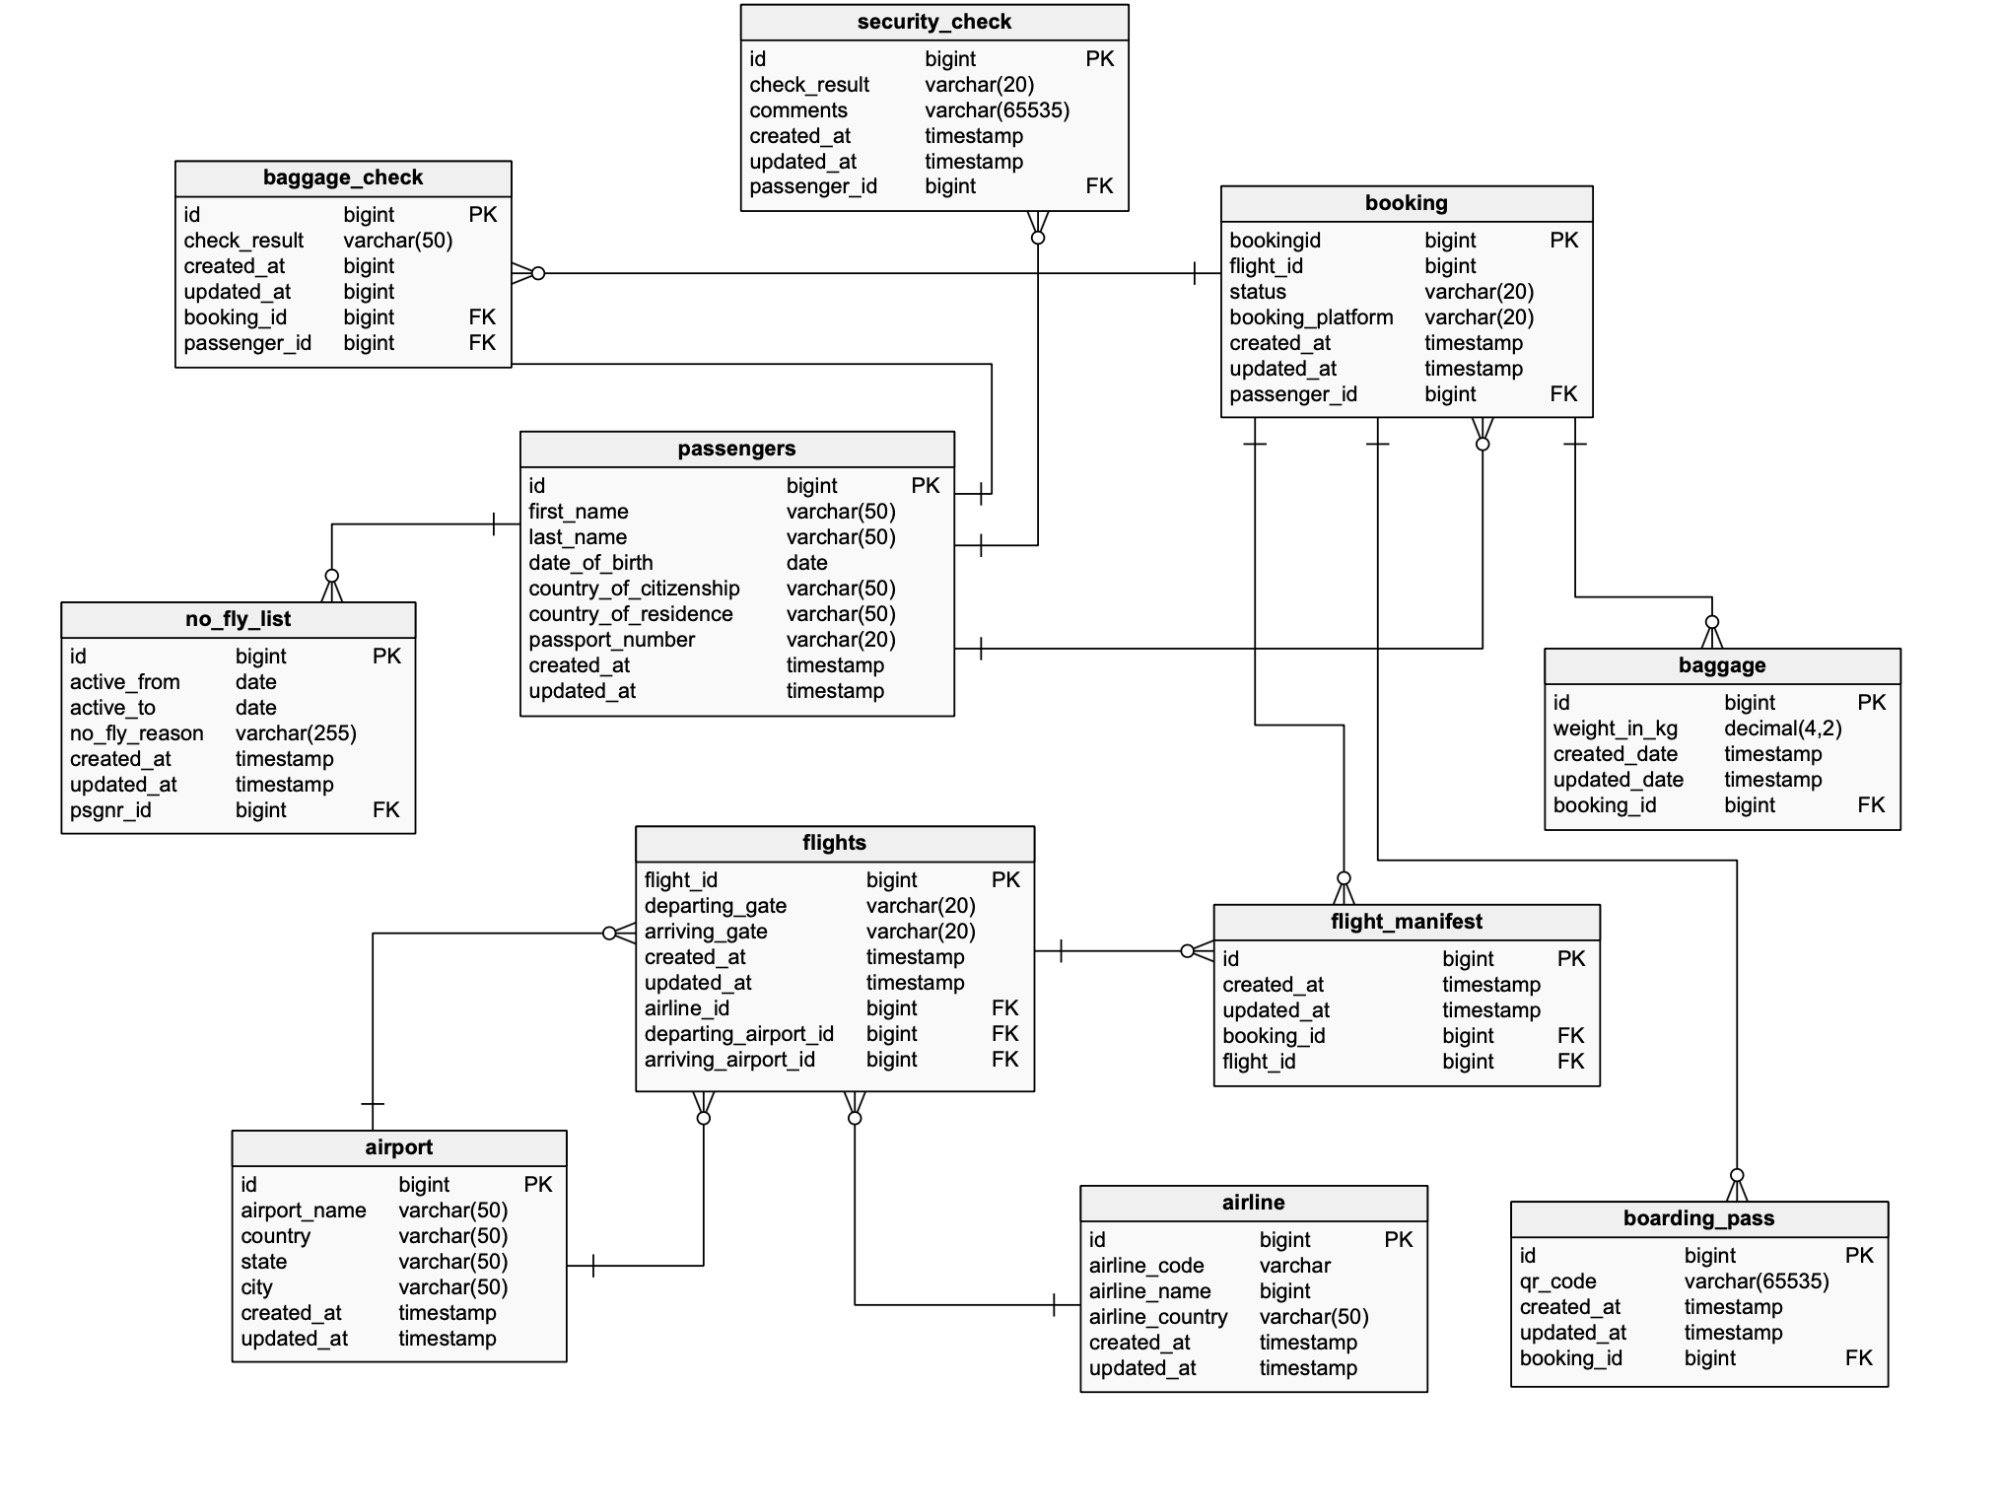 security_check
id bigint PK
check_result varchar(20)
comments varchar(65535)
created_at timestamp
updated_at timestamp
passenger_id bigint FK
baggage_check
id bigint PK
check_result varchar(50)
created_at bigint
updated_at bigint
booking_id bigint FK
passenger_id bigint FK
booking
bookingid bigint PK
flight_id bigint
status varchar(20)
booking_platform varchar(20)
created_at timestamp
updated_at timestamp
passenger_id bigint FK
passengers
id bigint PK
first_name varchar(50)
last_name varchar(50)
date_of_birth date
country_of_citizenship varchar(50)
country_of_residence varchar(50)
passport_number varchar(20)
created_at timestamp
updated_at timestamp
no_fly_list
id bigint PK
active_from date
active_to date
no_fly_reason varchar(255)
created_at timestamp
updated_at timestamp
psgnr_id bigint FK
baggage
id bigint PK
weight_in_kg decimal(4,2)
created_date timestamp
updated_date timestamp
booking_id bigint FK
flights
flight_id bigint PK
departing_gate varchar(20)
arriving_gate varchar(20)
created_at timestamp
updated_at timestamp
airline_id bigint FK
departing_airport_id bigint FK
arriving_airport_id bigint FK
flight_manifest
id bigint PK
created_at timestamp
updated_at timestamp
booking_id bigint FK
flight_id bigint FK
airport
id bigint PK
airport_name varchar(50)
country varchar(50)
state varchar(50)
city varchar(50)
created_at timestamp
updated_at timestamp
airline
id bigint PK
airline_code varchar
airline_name bigint
airline_country varchar(50)
created_at timestamp
updated_at timestamp
boarding_pass
id bigint PK
qr_code varchar(65535)
created_at timestamp
updated_at timestamp
booking_id bigint FK